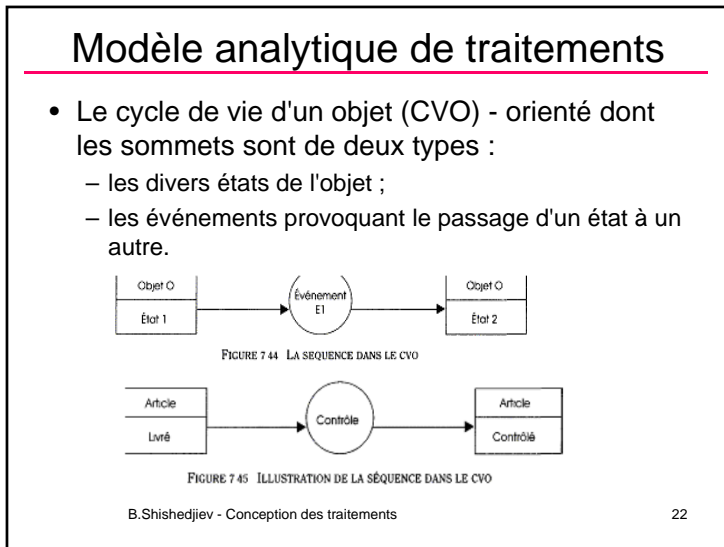 Modèle analytique de traitements
• Le cycle de vie d'un objet (CVO) - orienté dont
les sommets sont de deux types :
– les divers états de l'objet ;
– les événements provoquant le passage d'un état à un
autre.
Objet O
État 1
Événement
E1
Objet O
État 2
FIGURE 7 44 LA SEQUENCE DANS LE CVO
Article
Livré
Contrôle
Article
Contrôlé
FIGURE 7 45 ILLUSTRATION DE LA SÉQUENCE DANS LE CVO
B.Shishedjiev - Conception des traitements
22